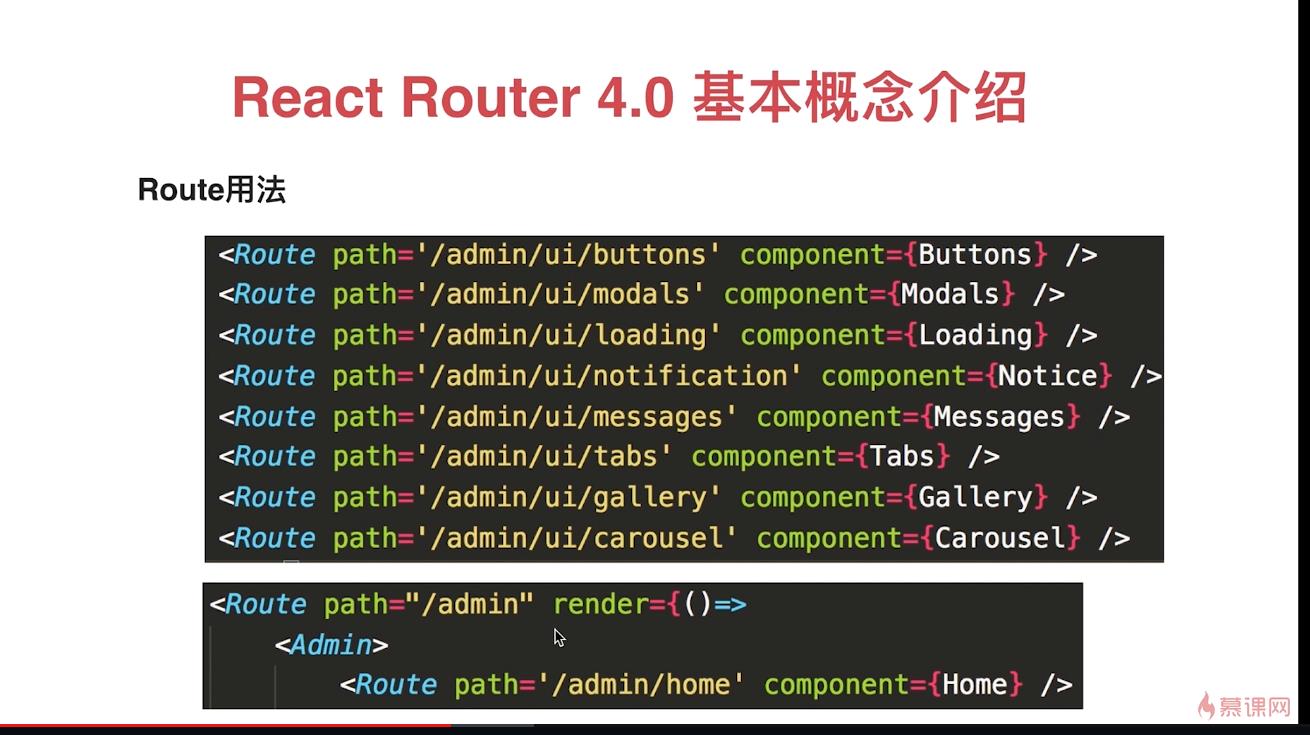 React Router 4.0 基本概念介绍
Route用法
<Route path='/admin/ui/buttons' component={Buttons} />
<Route path='/admin/ui/modals' component={Modals} />
<Route path='/admin/ui/loading' component={Loading} />
<Route path='/admin/ui/notification' component={Notice} />
<Route path='/admin/ui/messages' component={Messages} />
<Route path='/admin/ui/tabs' component={Tabs} />
<Route path='/admin/ui/gallery' component={Gallery} />
<Route path='/admin/ui/carousel' component={Carousel} />
<Route path="/admin" render={()=>
<Admin>
<Route path='/admin/home' component={Home} />
慕课网